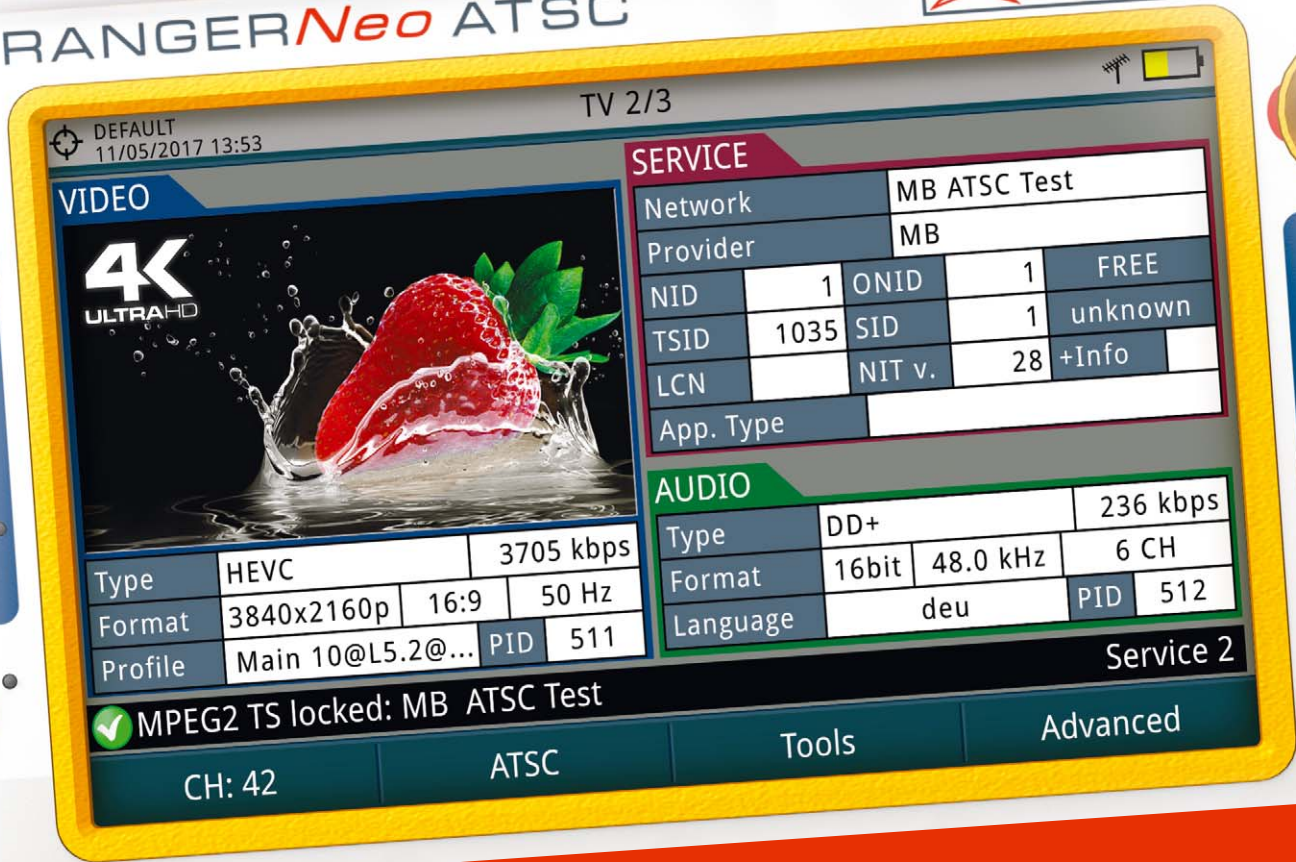 RANGERNeo ATSC
DEFAULT
11/05/2017 13:53
TV 2/3
VIDEO
4K
ULTRAHD
Type HEVC 3705 kbps
Format 3840x2160p 16:9 50 Hz
Profile Main 10@L5.2@... PID 511
SERVICE
Network MB ATSC Test
Provider MB
NID 1 ONID 1 FREE
TSID 1035 SID 1 unknown
LCN NIT v. 28 +Info
App. Type
AUDIO
Type DD+ 236 kbps
Format 16bit 48.0 kHz 6 CH
Language deu PID 512
MPEG2 TS locked: MB ATSC Test
Service 2
CH: 42 ATSC Tools Advanced